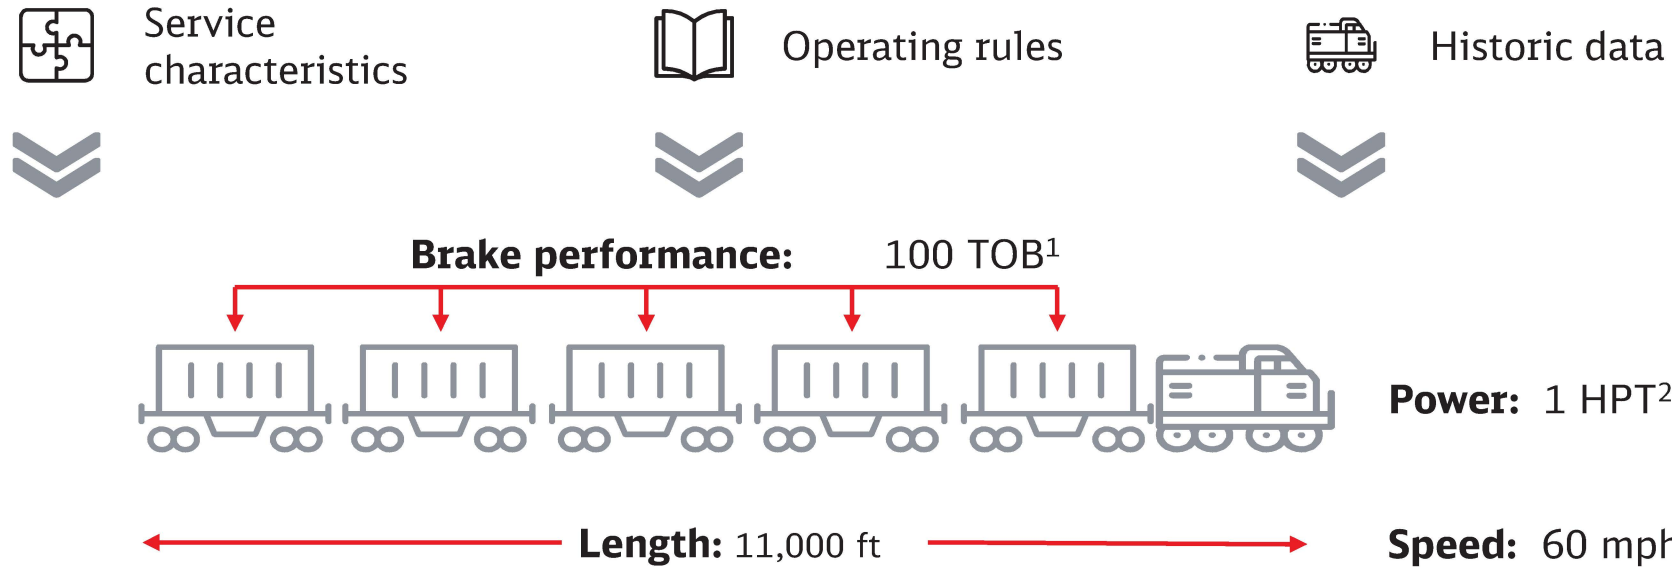 Service
characteristics
Operating rules
Historic data
Brake performance: 100 TOB¹
Power: 1 HPT²
Length: 11,000 ft
Speed: 60 mph